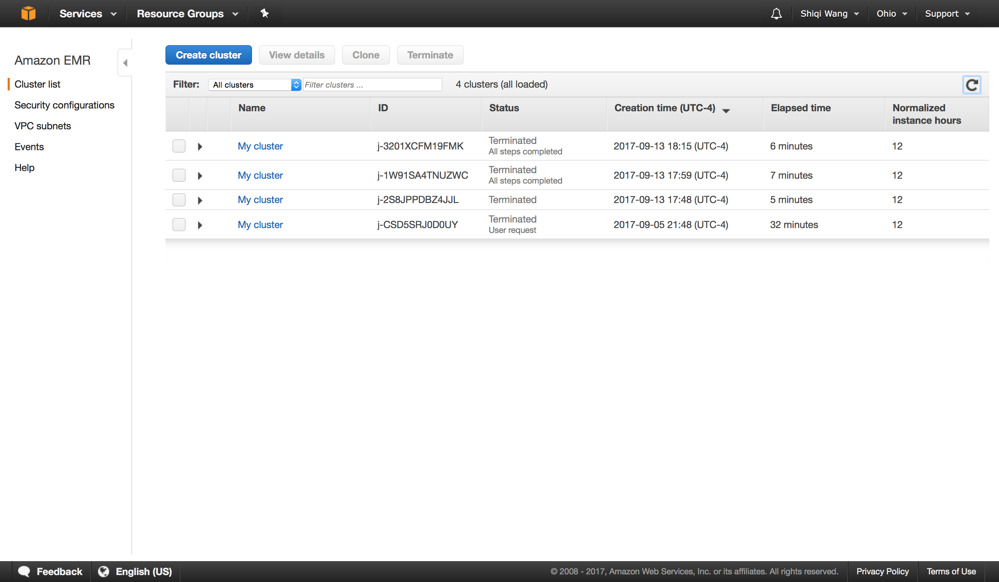 Services Resource Groups Shiqi Wang Ohio Support
Amazon EMR
Cluster list
Security configurations
VPC subnets
Events
Help
Create cluster View details Clone Terminate
Filter: All clusters Filter clusters ... 4 clusters (all loaded)
Name ID Status Creation time (UTC-4) Elapsed time Normalized
instance hours
My cluster j-3201XCFM19FMK Terminated 2017-09-13 18:15 (UTC-4) 6 minutes 12
All steps completed
My cluster j-1W91SA4TNUZWC Terminated 2017-09-13 17:59 (UTC-4) 7 minutes 12
All steps completed
My cluster j-2S8JPPDBZ4JJL Terminated 2017-09-13 17:48 (UTC-4) 5 minutes 12
My cluster j-CSD5SRJ0D0UY Terminated 2017-09-05 21:48 (UTC-4) 32 minutes 12
User request
Feedback English (US) © 2008 - 2017, Amazon Web Services, Inc. or its affiliates. All rights reserved. Privacy Policy Terms of Use